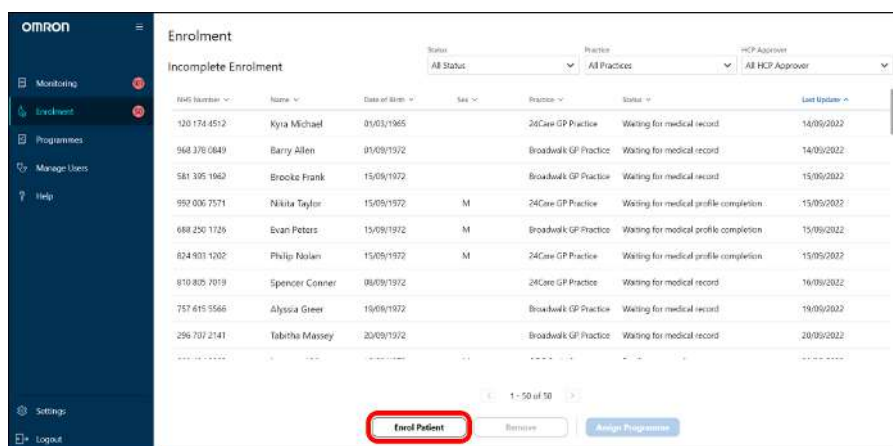 OMRON
Monitoring
Enrolment
Programmes
Manage Users
Help
Settings
Logout
Enrolment
Incomplete Enrolment
Status
All Status
Practice
All Practices
HCP Approver
All HCP Approver
NHS Number Name Date of Birth Sex Practice Status Last Update
120 174 4512 Kyra Michael 01/03/1965 24Care GP Practice Waiting for medical record 14/09/2022
968 378 0849 Barry Allen 01/09/1972 Broadwalk GP Practice Waiting for medical record 14/09/2022
581 395 1962 Brooke Frank 15/09/1972 Broadwalk GP Practice Waiting for medical record 15/09/2022
992 006 7571 Nikita Taylor 15/09/1972 M 24Care GP Practice Waiting for medical profile completion 15/09/2022
688 250 1726 Evan Peters 15/09/1972 M Broadwalk GP Practice Waiting for medical profile completion 15/09/2022
824 903 1202 Philip Nolan 15/09/1972 M 24Care GP Practice Waiting for medical profile completion 15/09/2022
810 805 7019 Spencer Conner 08/09/1972 24Care GP Practice Waiting for medical record 16/09/2022
757 615 5566 Alyssia Greer 19/09/1972 Broadwalk GP Practice Waiting for medical record 19/09/2022
296 707 2141 Tabitha Massey 20/09/1972 Broadwalk GP Practice Waiting for medical record 20/09/2022
1 - 50 of 50
Enrol Patient
Remove
Assign Programme